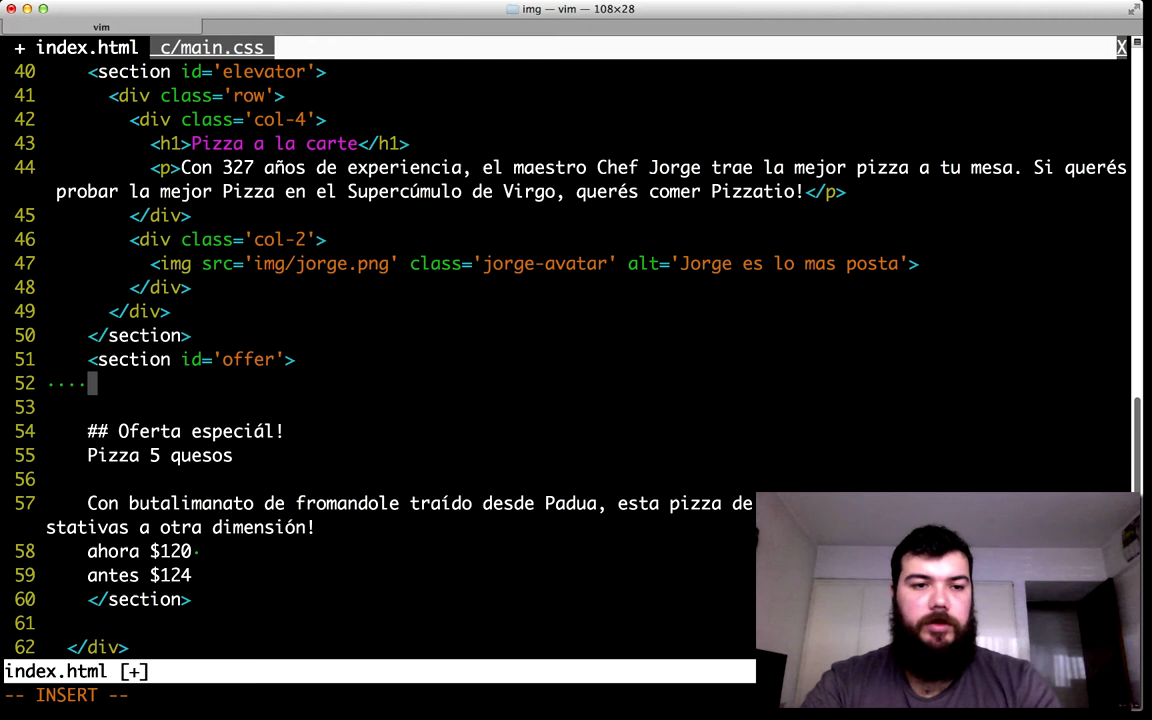 img — vim — 108×28
vim
+ index.html c/main.css X
40 <section id='elevator'>
41 <div class='row'>
42 <div class='col-4'>
43 <h1>Pizza a la carte</h1>
44 <p>Con 327 años de experiencia, el maestro Chef Jorge trae la mejor pizza a tu mesa. Si querés
probar la mejor Pizza en el Supercúmulo de Virgo, querés comer Pizzatio!</p>
45 </div>
46 <div class='col-2'>
47 <img src='img/jorge.png' class='jorge-avatar' alt='Jorge es lo mas posta'>
48 </div>
49 </div>
50 </section>
51 <section id='offer'>
52 ····
53
54 ## Oferta especiál!
55 Pizza 5 quesos
56
57 Con butalimanato de fromandole traído desde Padua, esta pizza de
stativas a otra dimensión!
58 ahora $120·
59 antes $124
60 </section>
61
62 </div>
index.html [+]
-- INSERT --